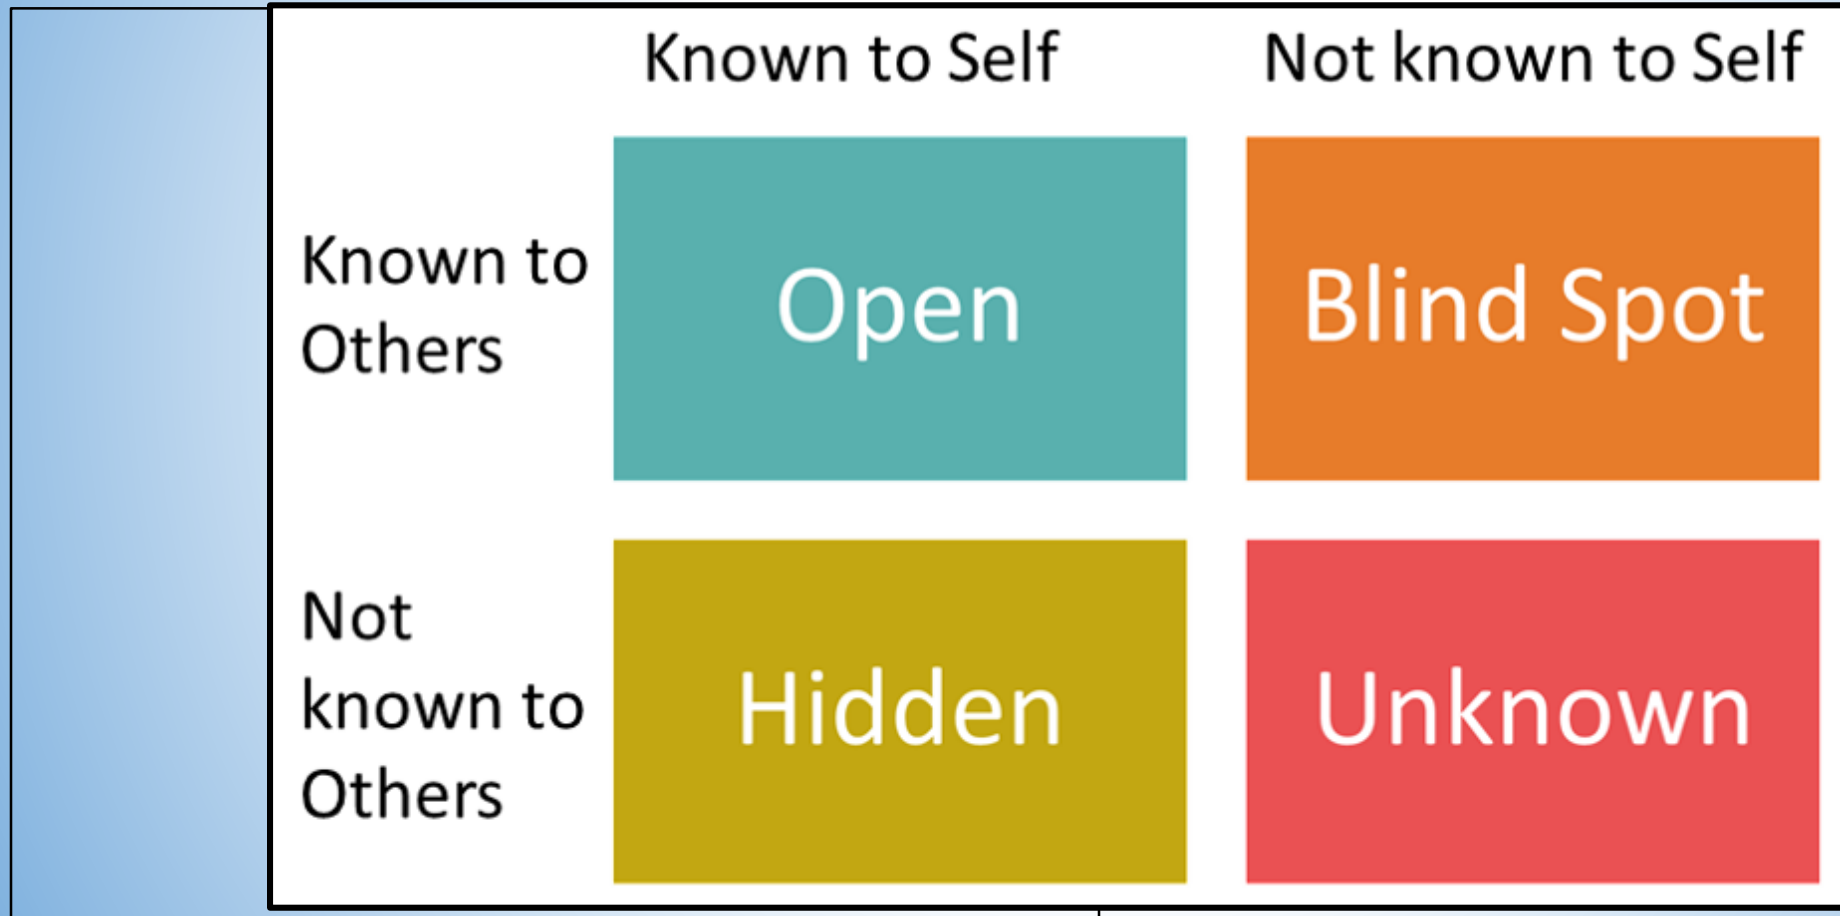 Known to Self
Not known to Self
Known to
Others
Open
Blind Spot
Not
known to
Others
Hidden
Unknown